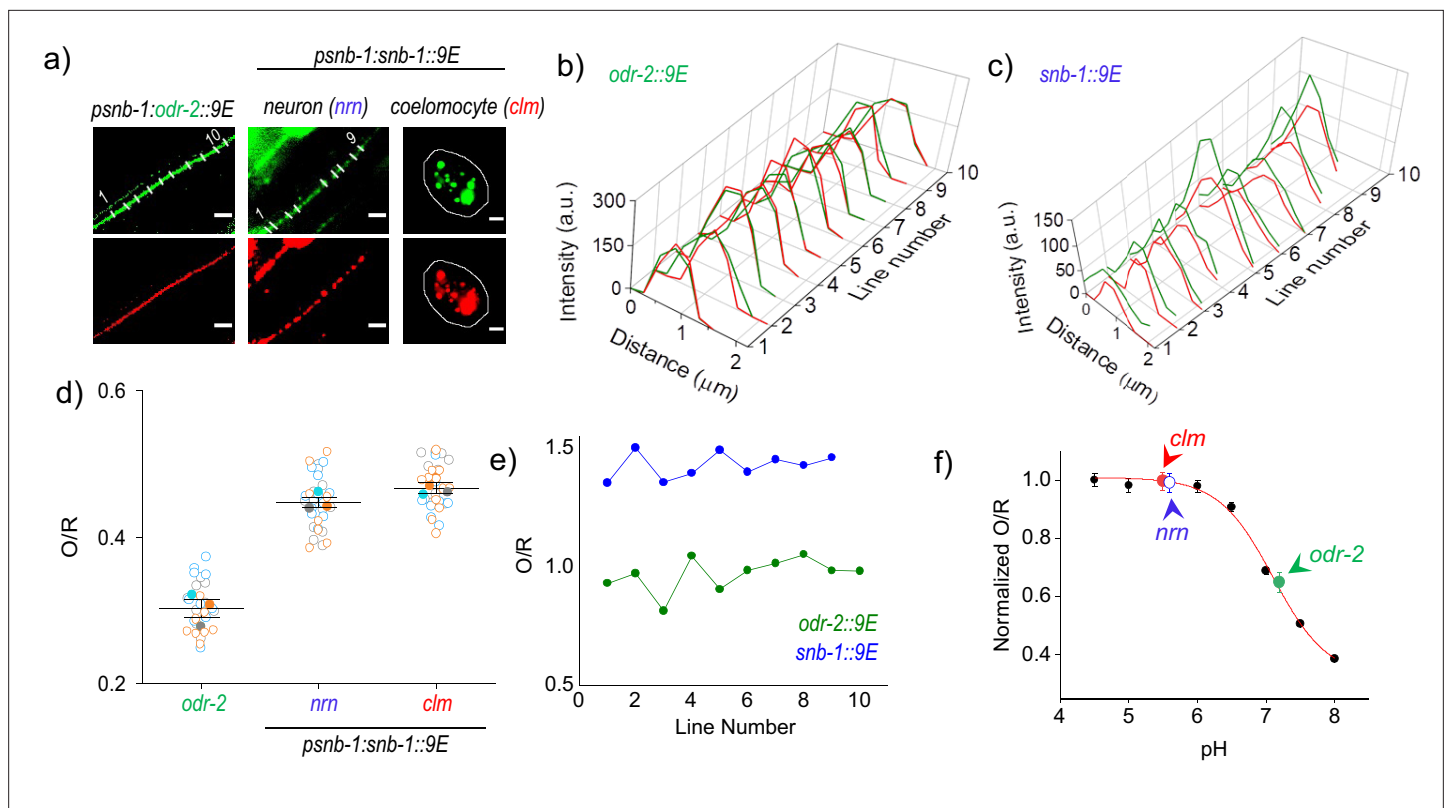 a)
psnb-1:snb-1::9E
psnb-1:odr-2::9E
neuron (nrn)
coelomocyte (clm)
1
10
1
9
b)
odr-2::9E
Intensity (a.u.)
300
150
0
0
1
2
Distance (μm)
1
2
3
4
5
6
7
8
9
10
Line number
c)
snb-1::9E
Intensity (a.u.)
150
100
50
0
0
1
2
Distance (μm)
1
2
3
4
5
6
7
8
9
10
Line number
d)
O/R
0.6
0.4
0.2
odr-2
nrn
clm
psnb-1:snb-1::9E
e)
O/R
1.5
1.0
0.5
odr-2::9E
snb-1::9E
0 2 4 6 8 10
Line Number
f)
Normalized O/R
1.0
0.8
0.6
0.4
clm
nrn
odr-2
4 5 6 7 8
pH